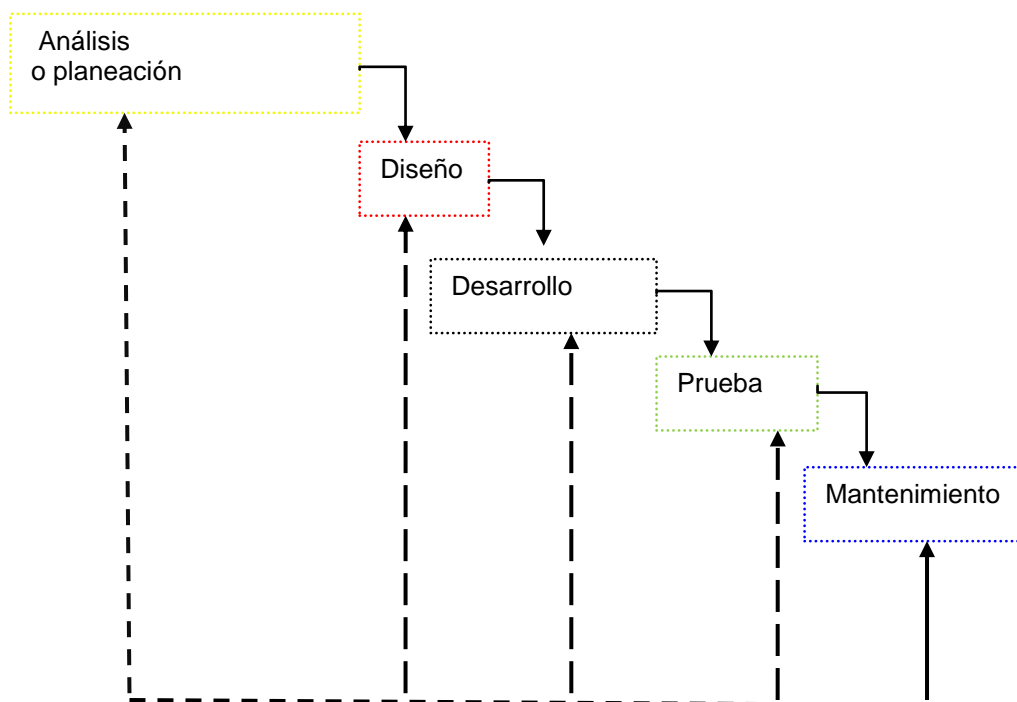 Análisis
o planeación
Diseño
Desarrollo
Prueba
Mantenimiento